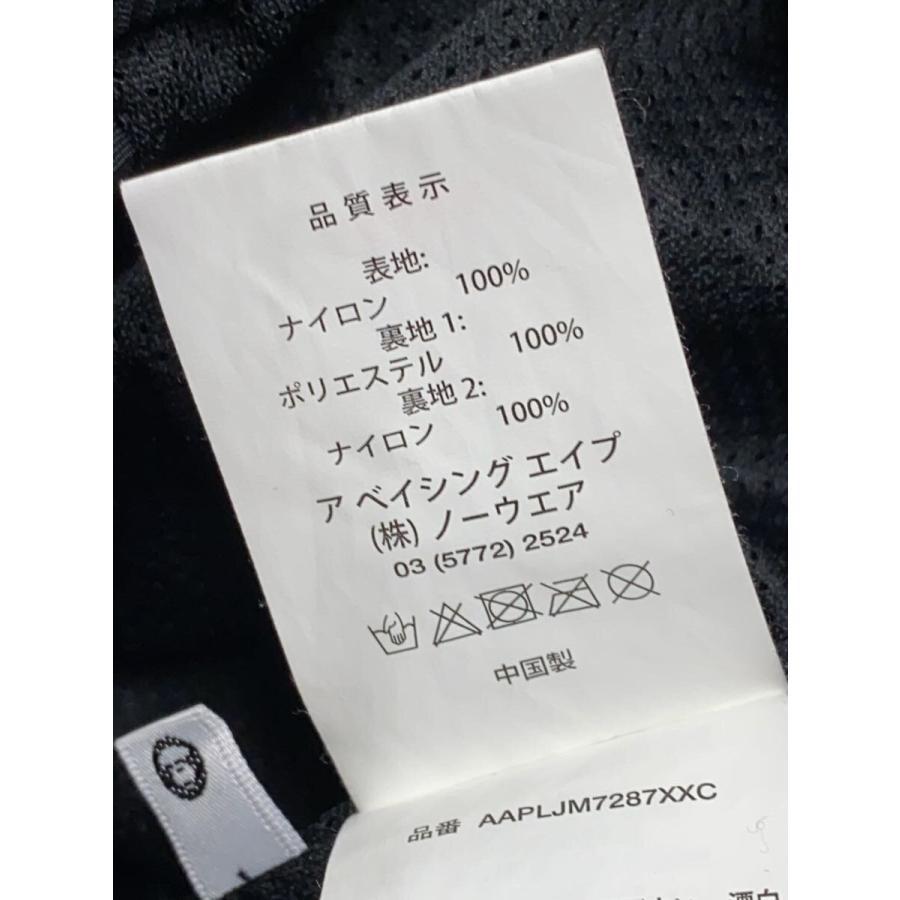 品質表示
表地:
ナイロン 100%
裏地 1:
ポリエステル 100%
裏地 2:
ナイロン 100%
ア ベイシング エイプ
(株) ノーウエア
03 (5772) 2524
中国製
品番 AAPLJM7287XXC
漂白